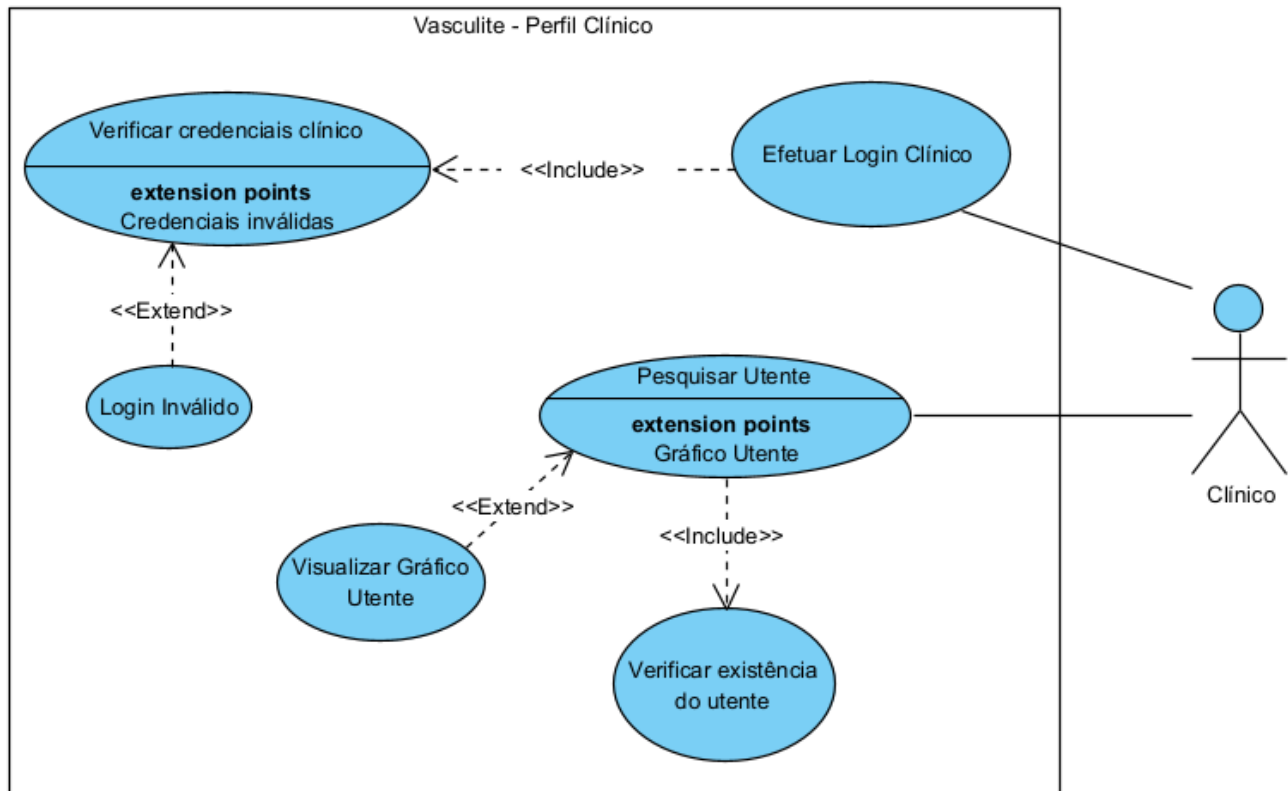 Vasculite - Perfil Clínico
Verificar credenciais clínico
extension points
Credenciais inválidas
<<Include>>
Efetuar Login Clínico
<<Extend>>
Login Inválido
Pesquisar Utente
extension points
Gráfico Utente
Clínico
<<Extend>>
<<Include>>
Visualizar Gráfico
Utente
Verificar existência
do utente